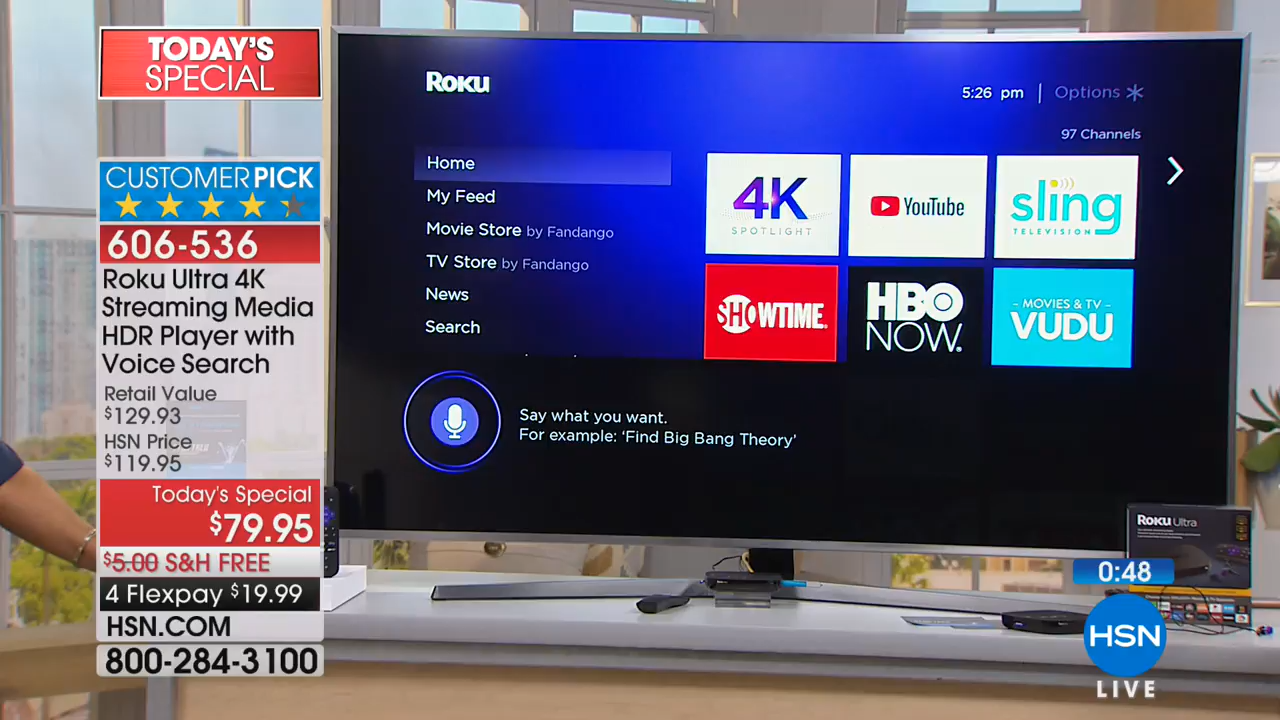 TODAY'S
SPECIAL
CUSTOMER PICK
606-536
Roku Ultra 4K
Streaming Media
HDR Player with
Voice Search
Retail Value
$129.93
HSN Price
$119.95
Today's Special
$79.95
$5.00 S&H FREE
4 Flexpay $19.99
HSN.COM
800-284-3100
Roku
5:26 pm | Options
97 Channels
Home
My Feed
Movie Store by Fandango
TV Store by Fandango
News
Search
4K
SPOTLIGHT
YouTube
sling
TELEVISION
SHOWTIME
HBO
NOW.
MOVIES & TV
VUDU
Say what you want.
For example: 'Find Big Bang Theory'
Roku Ultra
0:48
HSN
LIVE